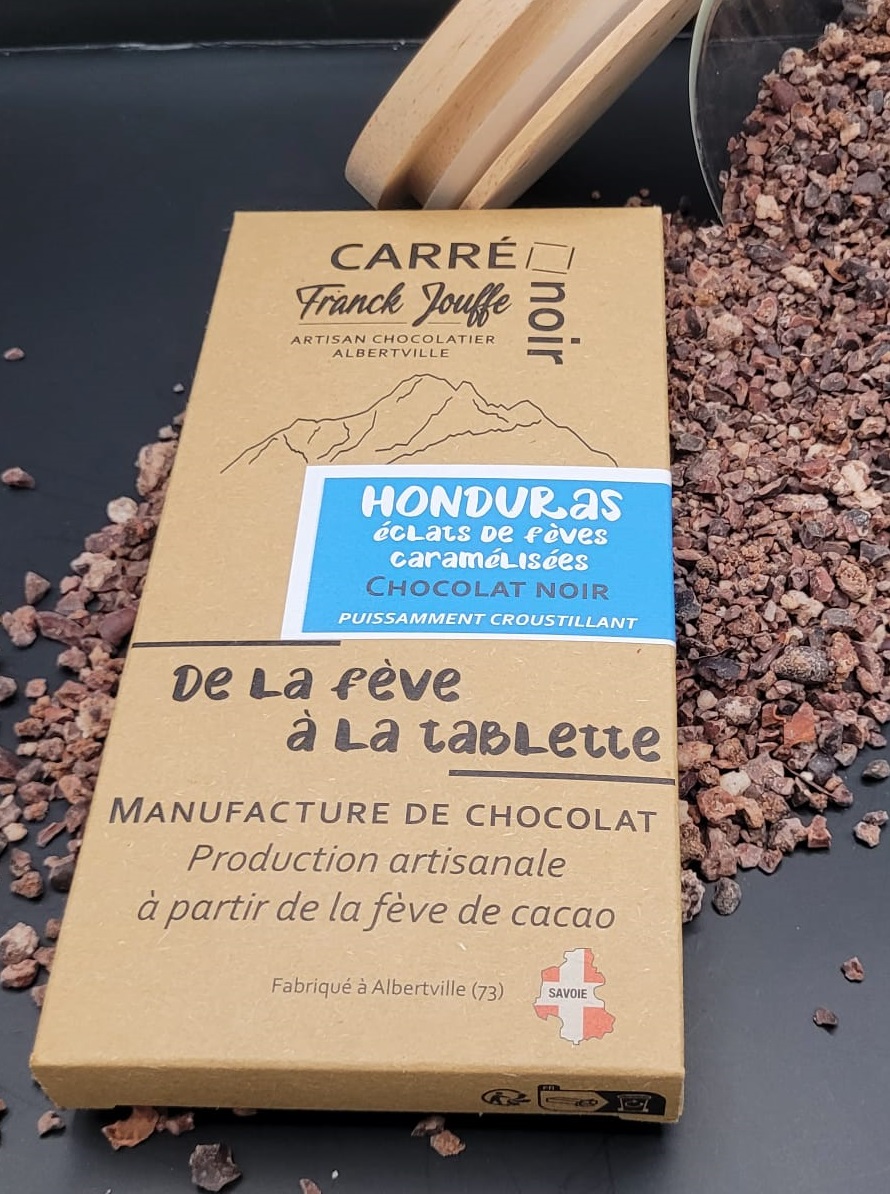 CARRÉ
noir
Franck Jouffe
ARTISAN CHOCOLATIER
ALBERTVILLE
HONDURAS
éCLats De fèves
caraméLisées
CHOCOLAT NOIR
PUISSAMMENT CROUSTILLANT
De La fève
à La taBLette
MANUFACTURE DE CHOCOLAT
Production artisanale
à partir de la fève de cacao
Fabriqué à Albertville (73)
SAVOIE
FR